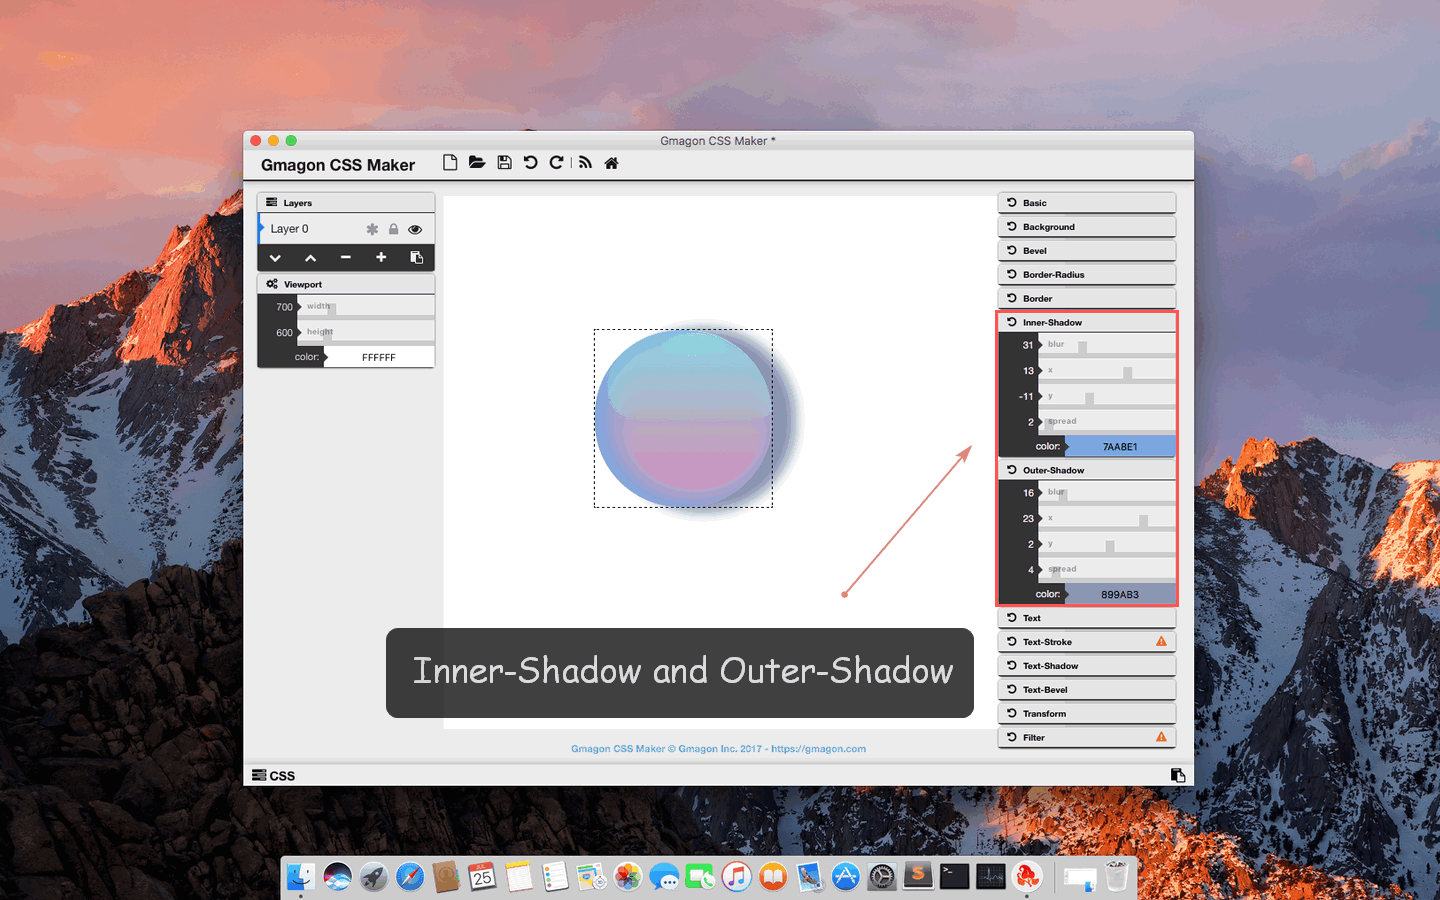 Gmagon CSS Maker *
Gmagon CSS Maker
Layers
Layer 0
Viewport
700 width
600 height
color: FFFFFF
Basic
Background
Bevel
Border-Radius
Border
Inner-Shadow
31 blur
13 x
-11 y
2 spread
color: 7AA8E1
Outer-Shadow
16 blur
23 x
2 y
4 spread
color: 899AB3
Text
Text-Stroke
Text-Shadow
Text-Bevel
Transform
Filter
Inner-Shadow and Outer-Shadow
Gmagon CSS Maker © Gmagon Inc. 2017 - https://gmagon.com
CSS
25